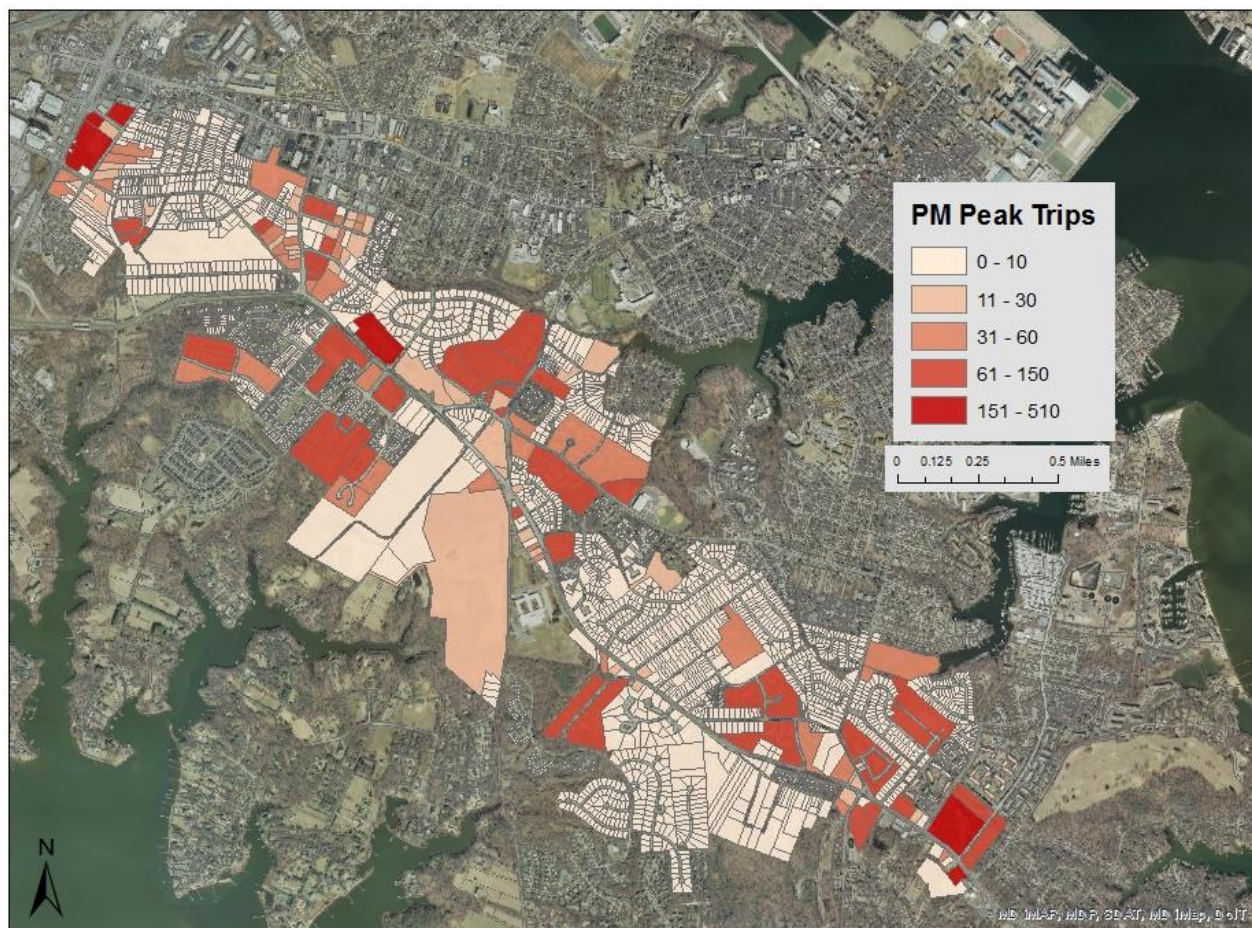 PM Peak Trips
0 - 10
11 - 30
31 - 60
61 - 150
151 - 510
0 0.125 0.25 0.5 Miles
N
MD iMAP, MDP, SDAT, MD iMap, DoIT